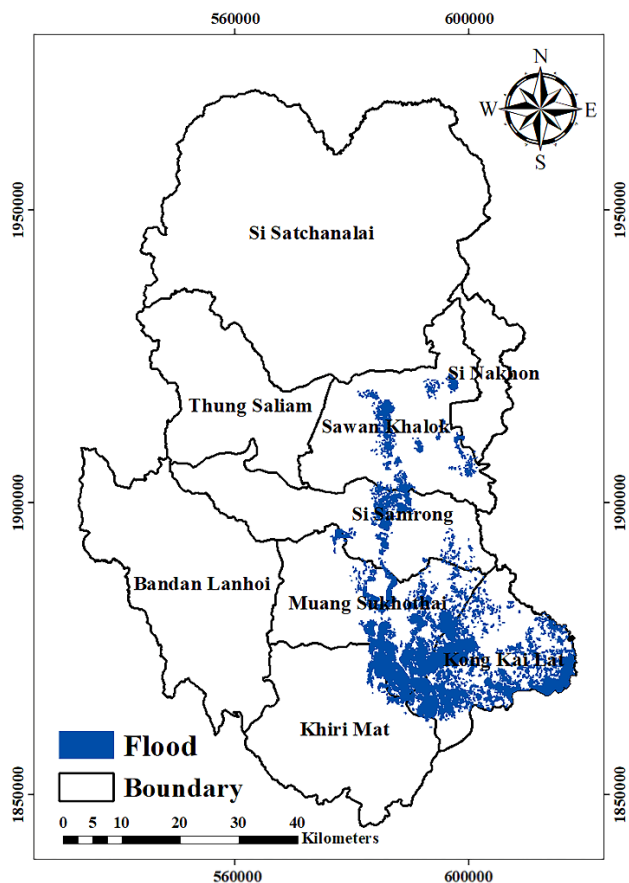 560000 600000
N
W E
S
1950000 1950000
Si Satchanalai
Si Nakhon
Thung Saliam
Sawan Khalok
1900000 1900000
Si Samrong
Bandan Lanhoi
Muang Sukhothai
Kong Kai Lat
Khiri Mat
Flood
Boundary
1850000 1850000
0 5 10 20 30 40
Kilometers
560000 600000